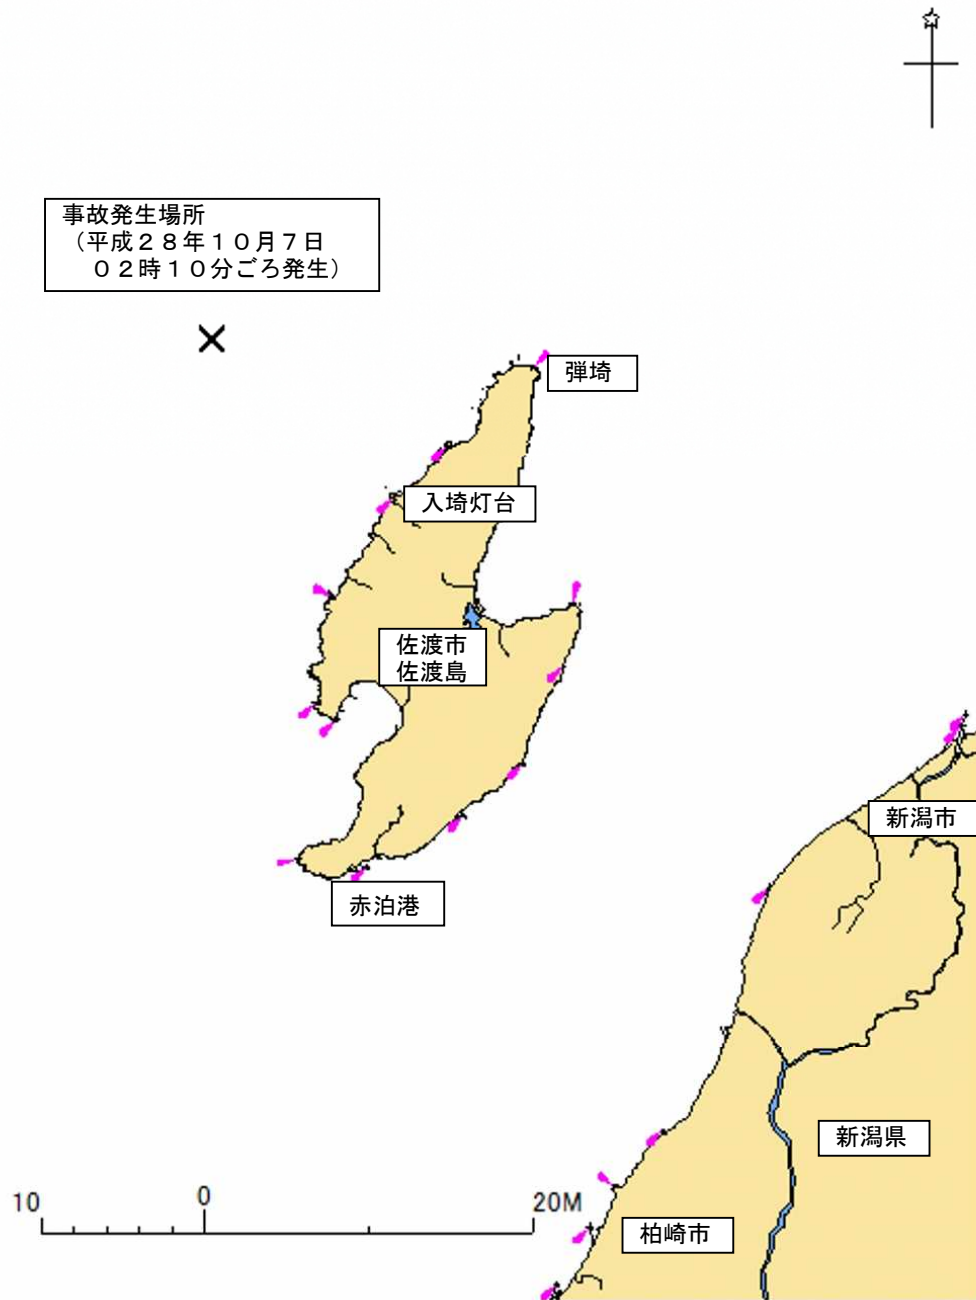 事故発生場所
（平成２８年１０月７日
０２時１０分ごろ発生）
弾埼
入埼灯台
佐渡市
佐渡島
新潟市
赤泊港
新潟県
10 0 20M
柏崎市